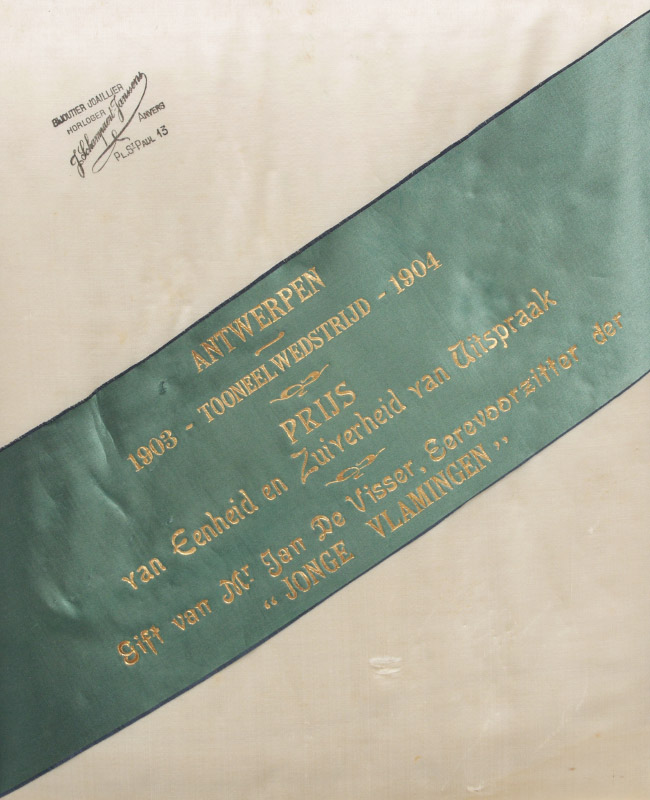 BIJOUTIER JOAILLIER
HORLOGER
ANVERS
PL. ST PAUL 13
ANTWERPEN
1903 - TOONEELWEDSTRIJD - 1904
PRIJS
van Eenheid en Zuiverheid van Uitspraak
Gift van Mr Jan De Visser, Eerevoorzitter der
“JONGE VLAMINGEN”